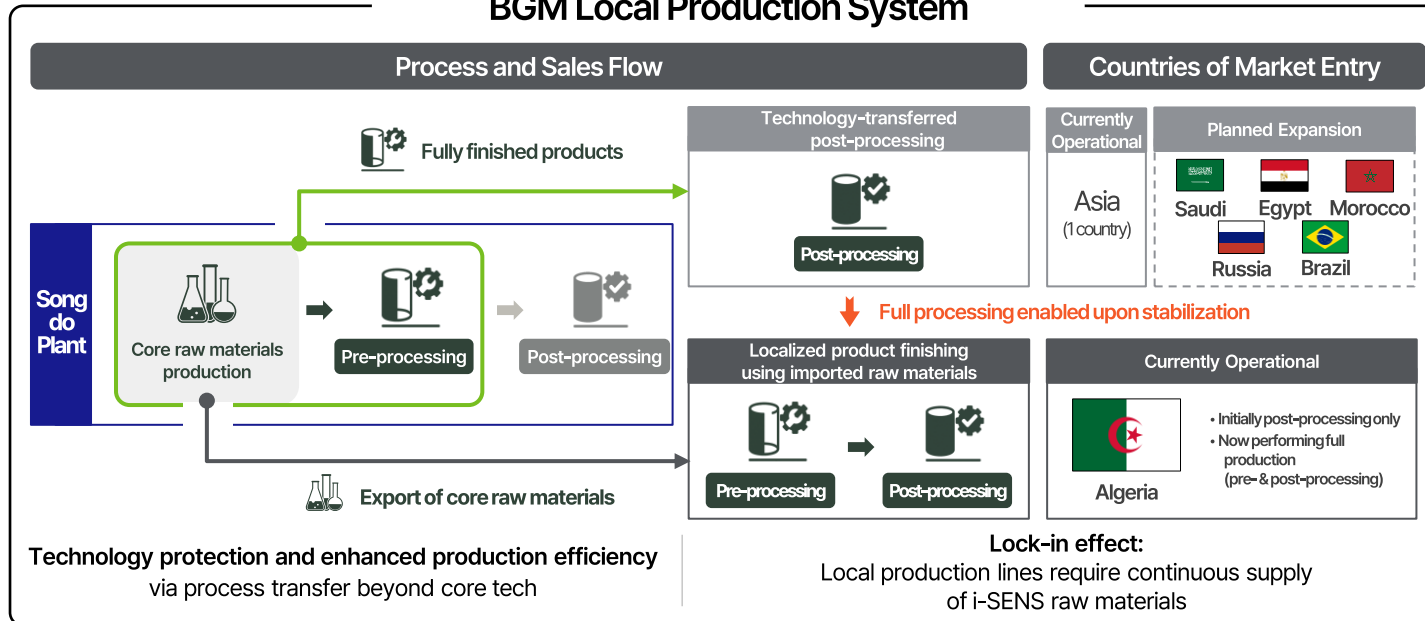 BGM Local Production System
Process and Sales Flow
Countries of Market Entry
Fully finished products
Technology-transferred
post-processing
Post-processing
Currently
Operational
Asia
(1 country)
Planned Expansion
Saudi
Egypt
Morocco
Russia
Brazil
Song
do
Plant
Core raw materials
production
Pre-processing
Post-processing
Full processing enabled upon stabilization
Localized product finishing
using imported raw materials
Pre-processing
Post-processing
Currently Operational
Algeria
• Initially post-processing only
• Now performing full
production
(pre- & post-processing)
Export of core raw materials
Technology protection and enhanced production efficiency
via process transfer beyond core tech
Lock-in effect:
Local production lines require continuous supply
of i-SENS raw materials